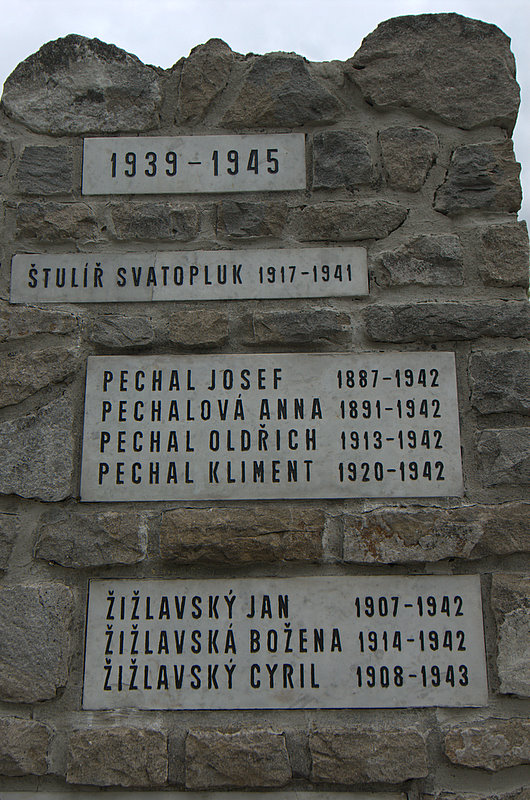 1939 - 1945
ŠTULÍŘ SVATOPLUK 1917-1941
PECHAL JOSEF 1887-1942
PECHALOVÁ ANNA 1891-1942
PECHAL OLDŘICH 1913-1942
PECHAL KLIMENT 1920-1942
ŽIŽLAVSKÝ JAN 1907-1942
ŽIŽLAVSKÁ BOŽENA 1914-1942
ŽIŽLAVSKÝ CYRIL 1908-1943